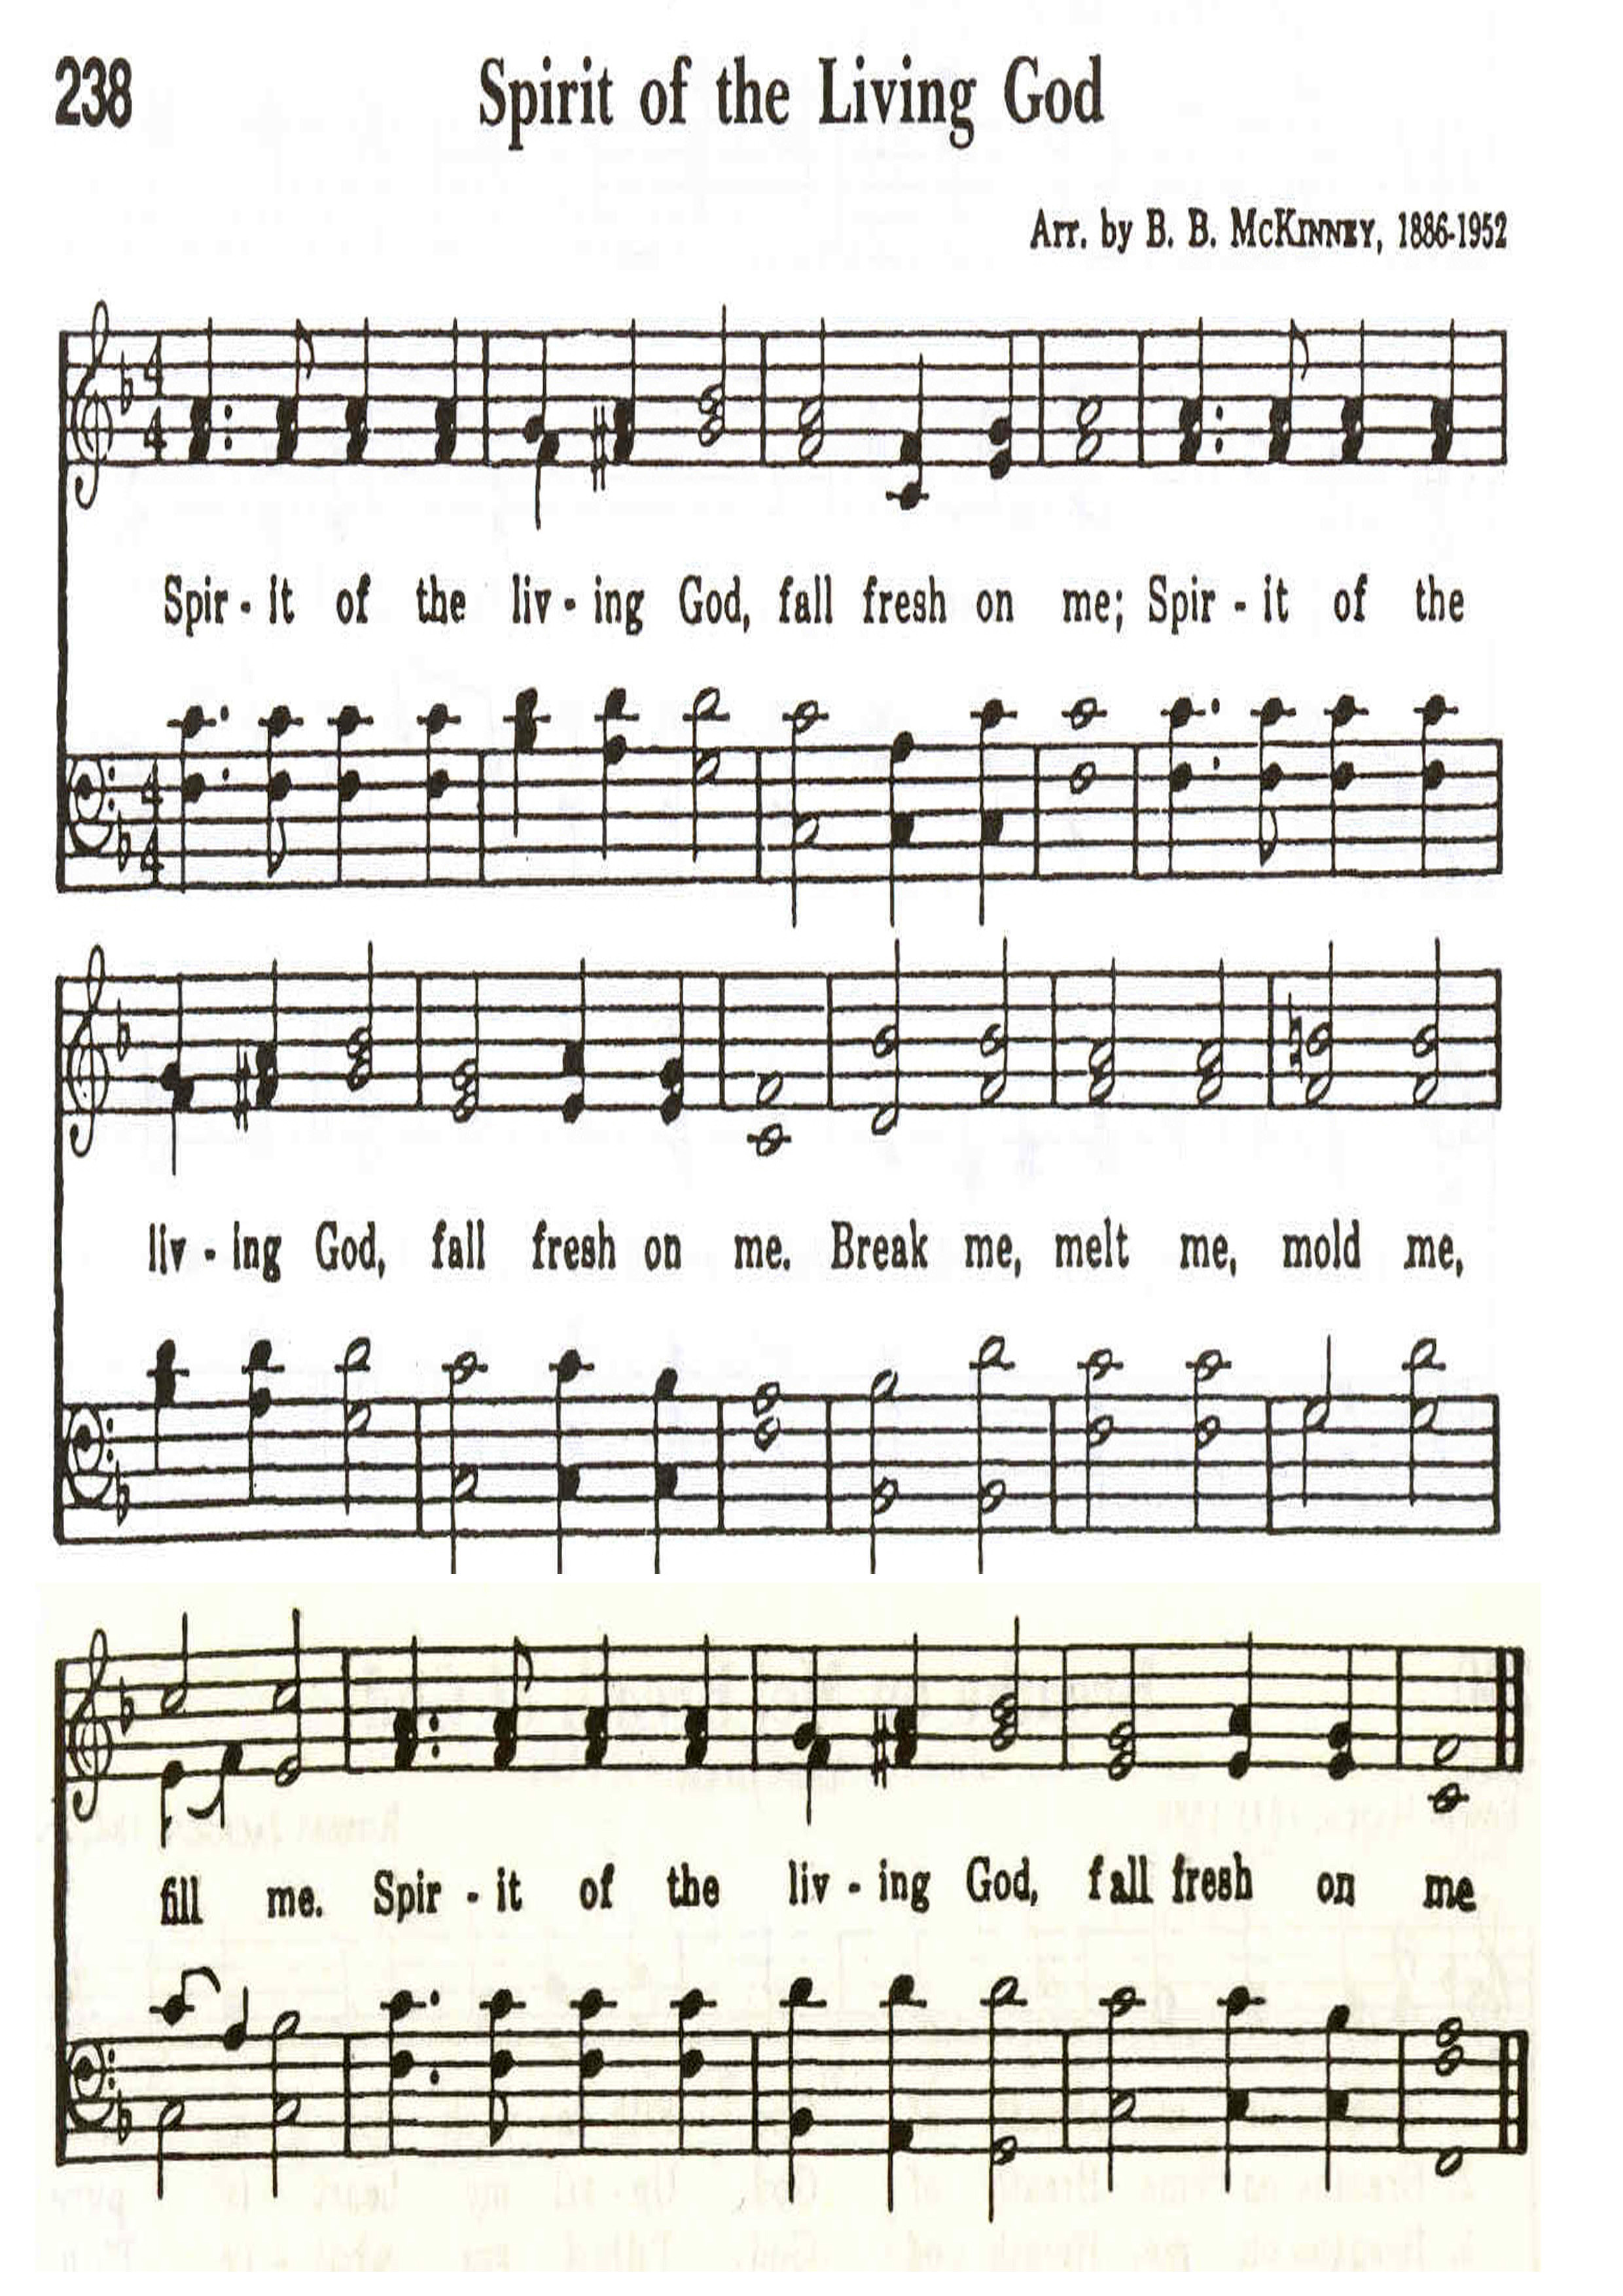 238
Spirit of the Living God
Arr. by B. B. McKINNEY, 1886-1952
Spir - it of the liv - ing God, fall fresh on me; Spir - it of the
liv - ing God, fall fresh on me. Break me, melt me, mold me,
fill me. Spir - it of the liv - ing God, fall fresh on me